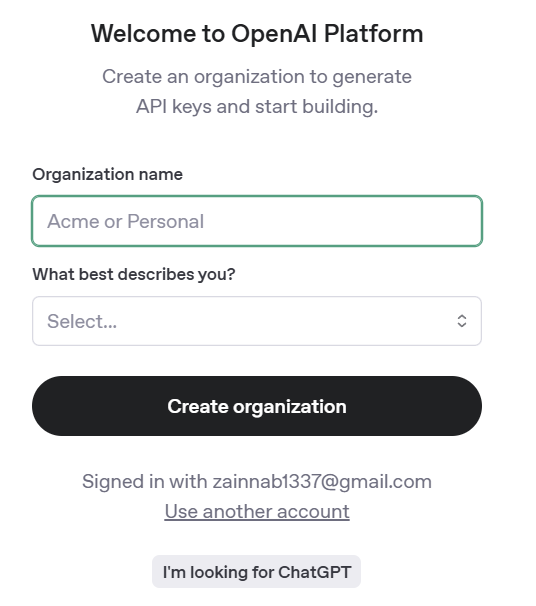 Welcome to OpenAI Platform
Create an organization to generate
API keys and start building.
Organization name
Acme or Personal
What best describes you?
Select...
Create organization
Signed in with zainnab1337@gmail.com
Use another account
I'm looking for ChatGPT